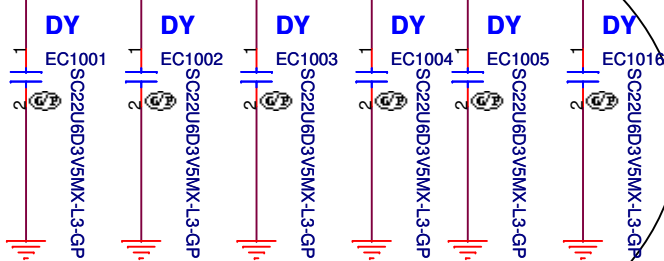 DY DY DY DY DY DY
1 1 1 1 1 1
EC1001 EC1002 EC1003 EC1004 EC1005 EC1016
2 2 2 2 2 2
G/P G/P G/P G/P G/P G/P
SC22U6D3V5MX-L3-GP
SC22U6D3V5MX-L3-GP
SC22U6D3V5MX-L3-GP
SC22U6D3V5MX-L3-GP
SC22U6D3V5MX-L3-GP
SC22U6D3V5MX-L3-GP